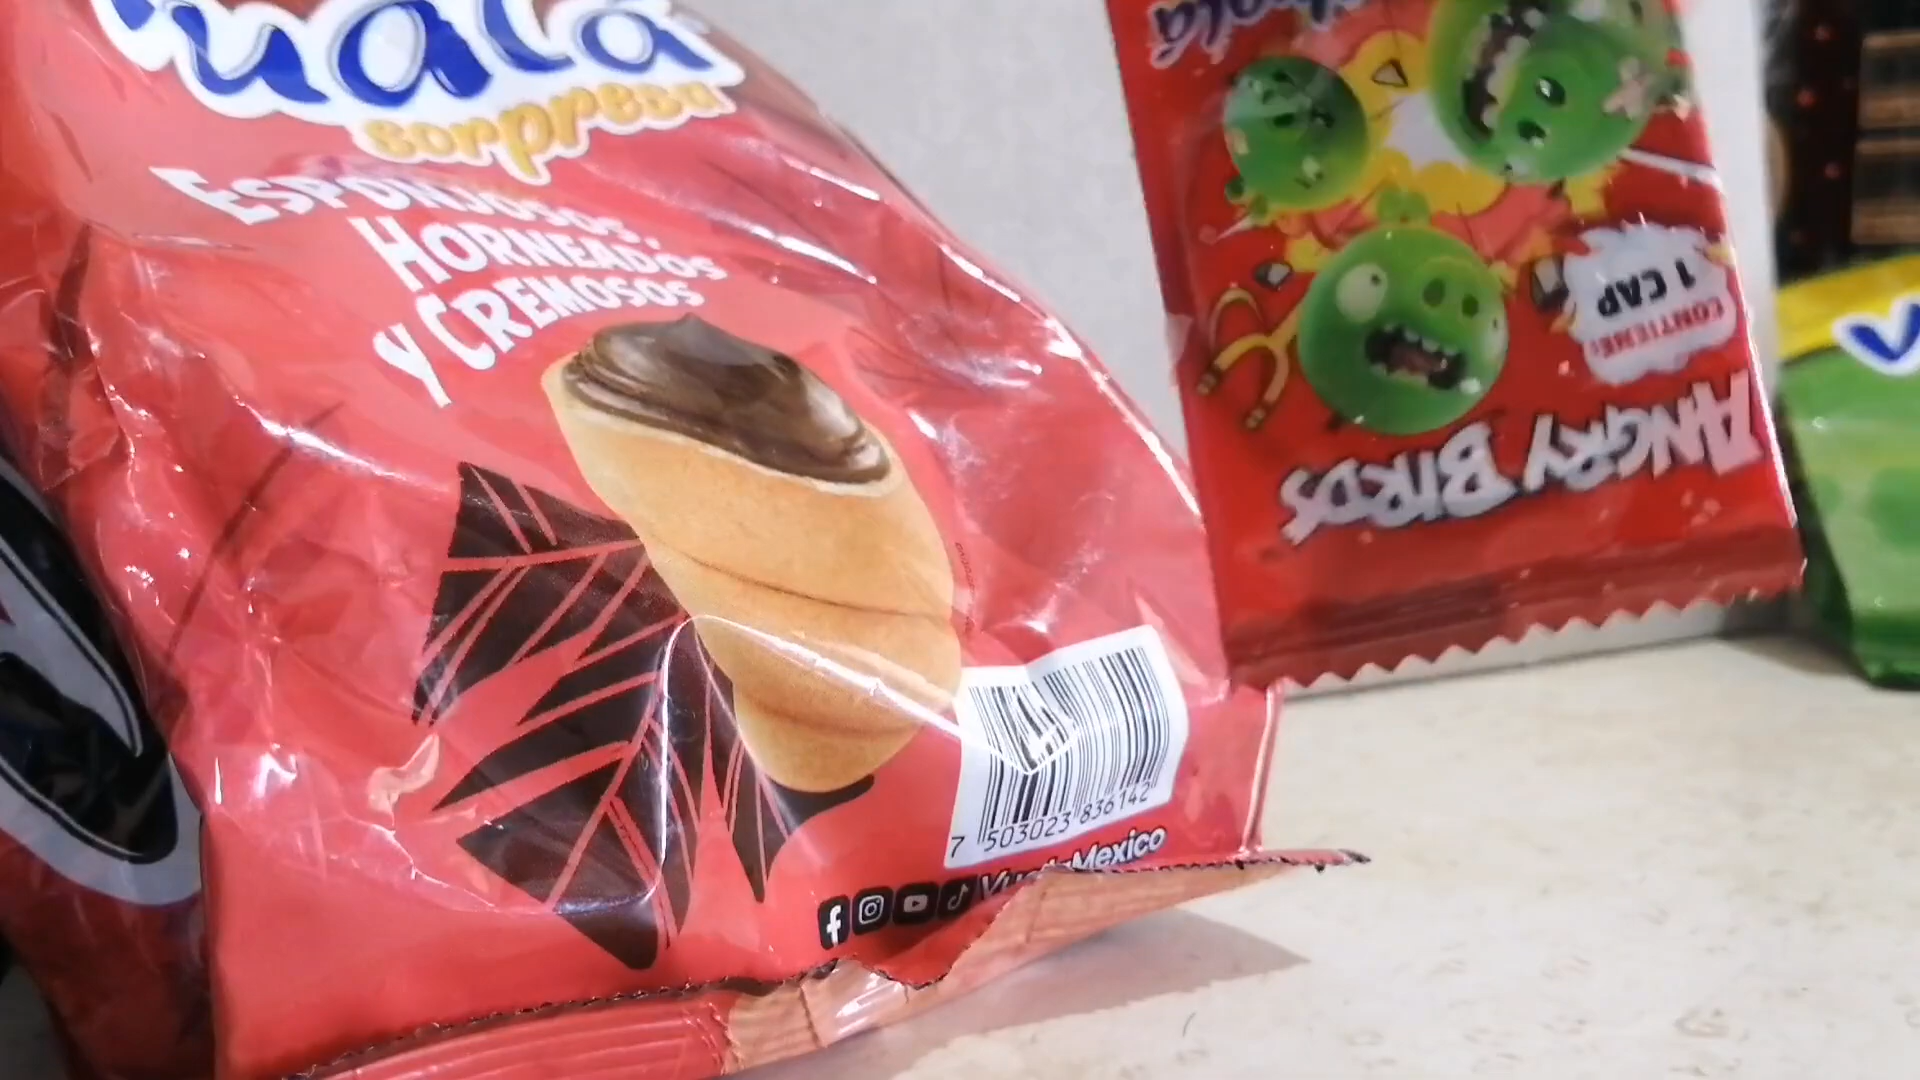 sorpresa
ESPONJOSOS,
HORNEADOS
Y CREMOSOS
7 503023 836142
ANGRY BIRDS
CONTIENE:
1 CAP